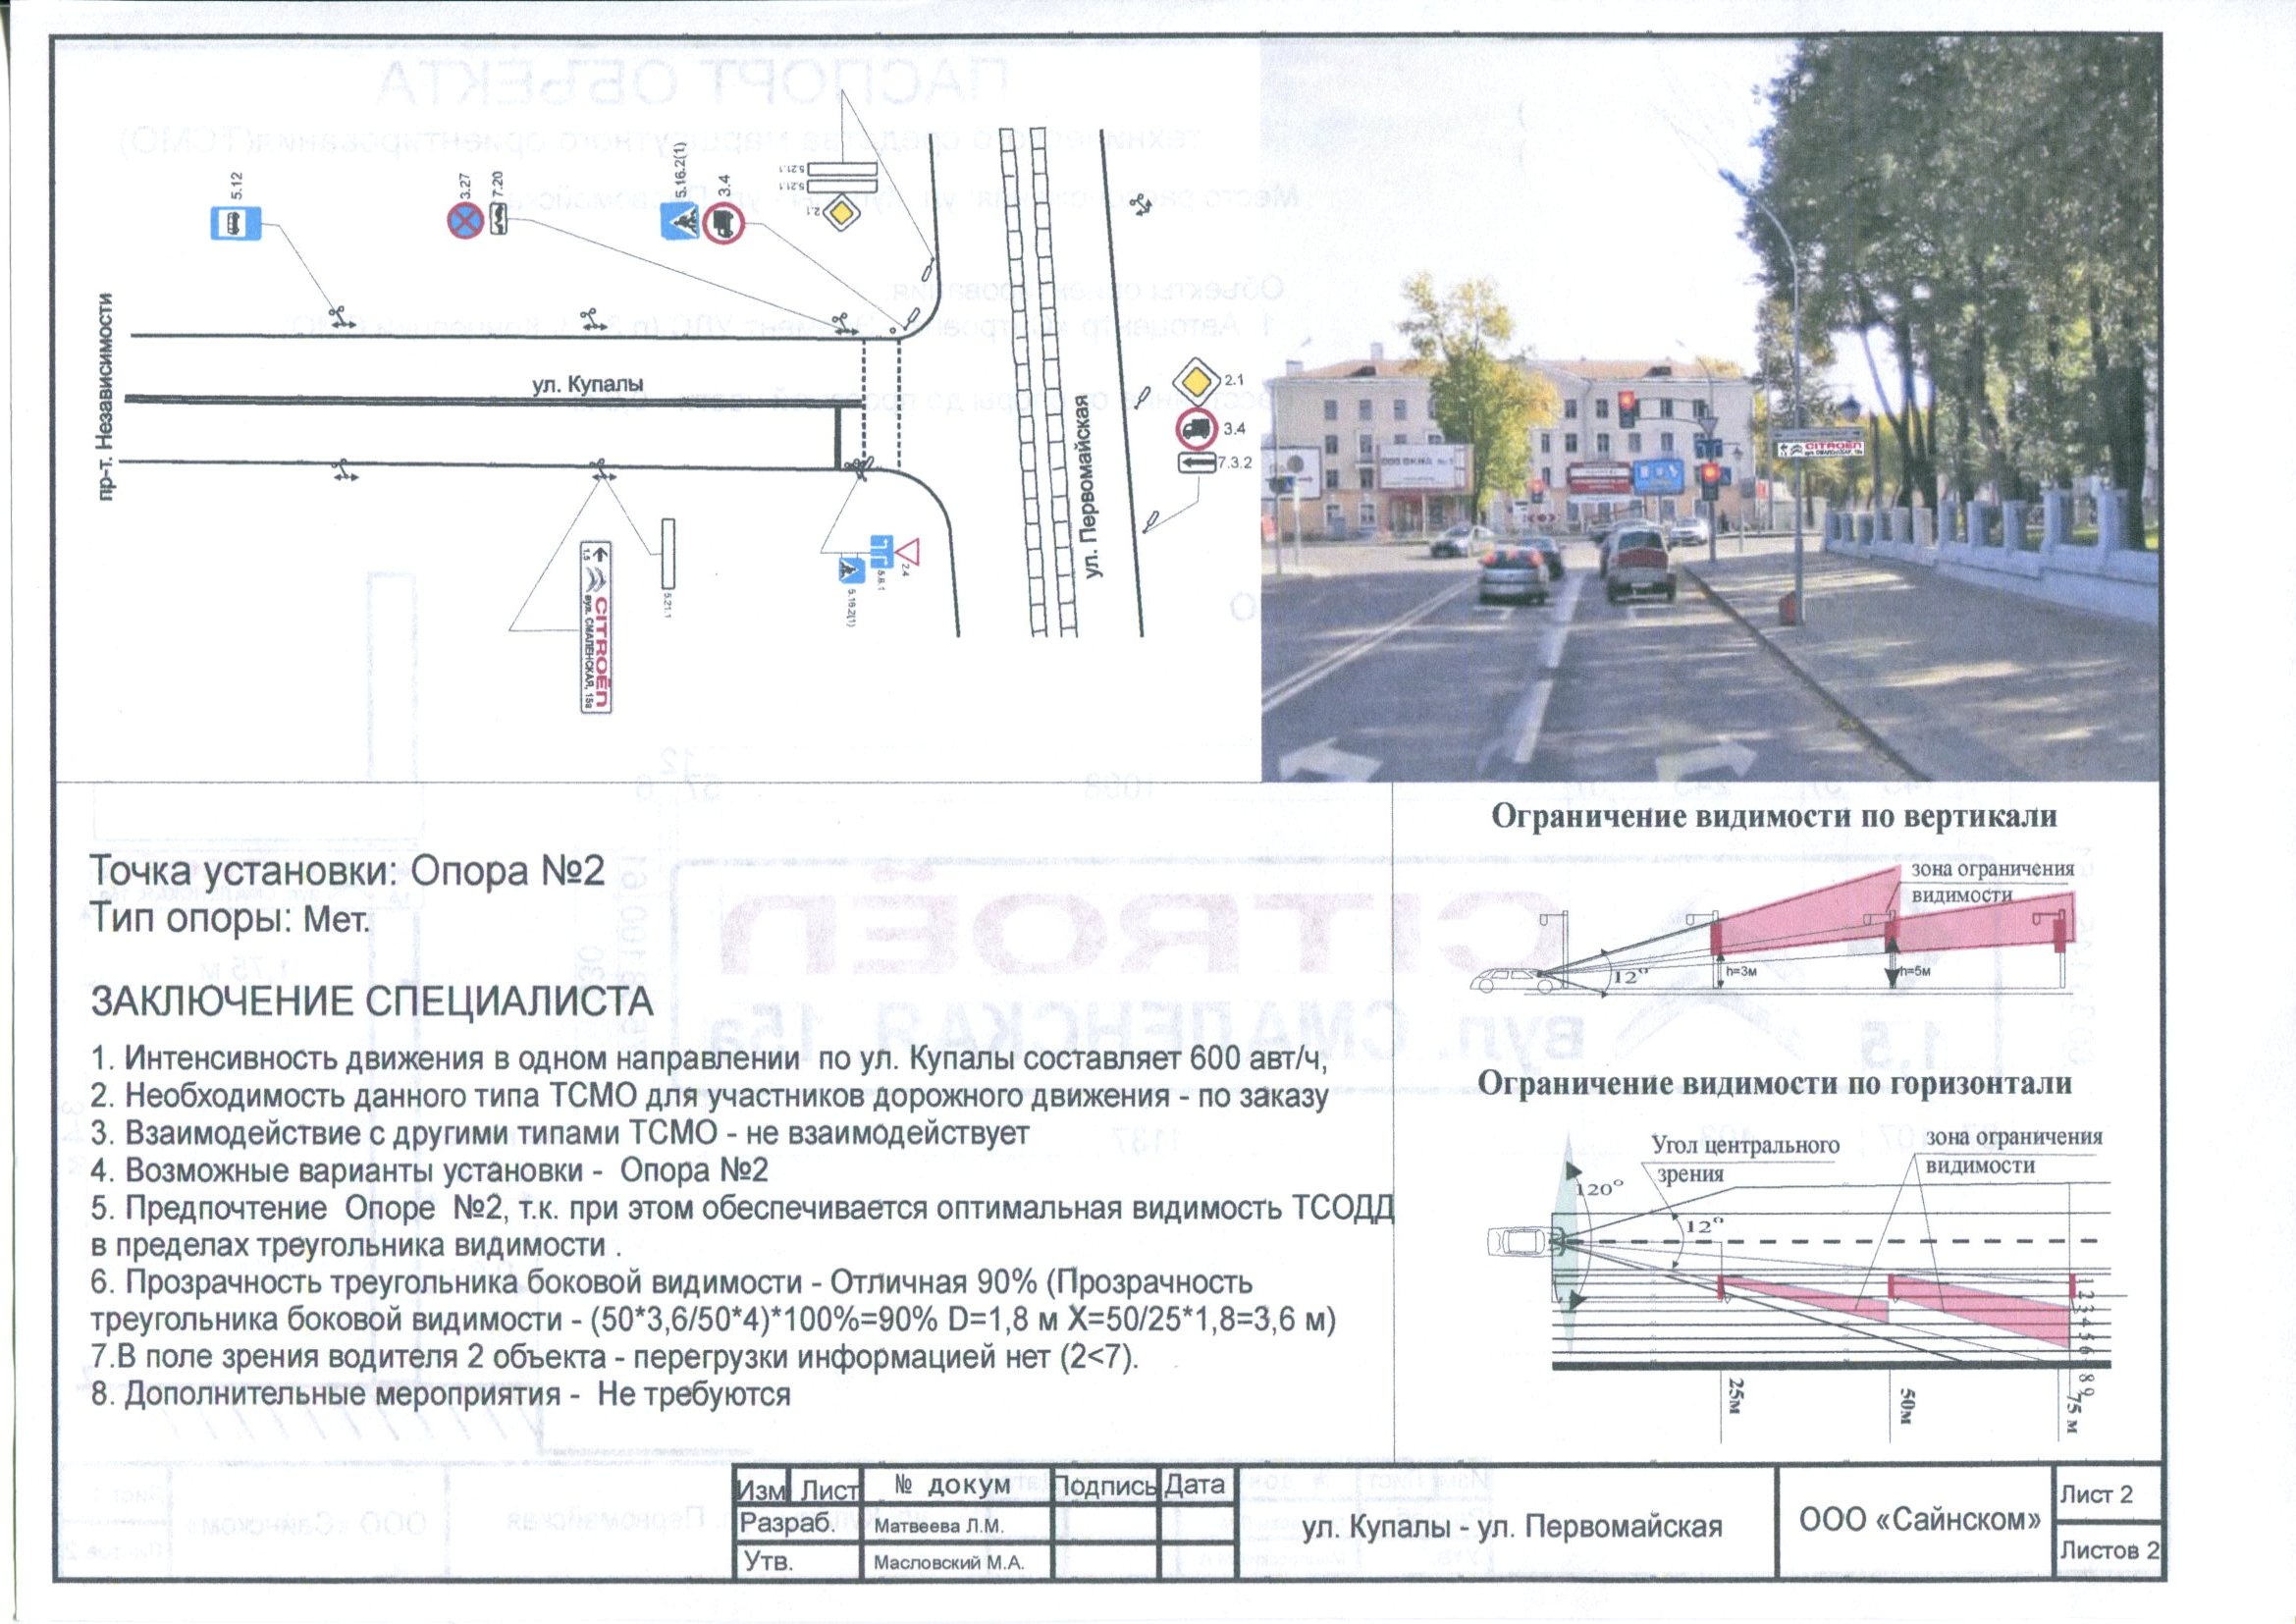 5.12
3.27
7.20
5.16.2(1)
3.4
5.21.1
5.21.1
2.1
пр-т. Независимости
ул. Купалы
ул. Первомайская
2.1
3.4
7.3.2
1,5
CITROËN
вул. СМАЛЕНСКАЯ, 15а
5.21.1
5.16.2(1)
5.8.1
2.4
CITROËN
вул. СМАЛЕНСКАЯ, 15а
Точка установки: Опора №2
Тип опоры: Мет.
ЗАКЛЮЧЕНИЕ СПЕЦИАЛИСТА
1. Интенсивность движения в одном направлении по ул. Купалы составляет 600 авт/ч,
2. Необходимость данного типа ТСМО для участников дорожного движения - по заказу
3. Взаимодействие с другими типами ТСМО - не взаимодействует
4. Возможные варианты установки - Опора №2
5. Предпочтение Опоре №2, т.к. при этом обеспечивается оптимальная видимость ТСОДД
в пределах треугольника видимости .
6. Прозрачность треугольника боковой видимости - Отличная 90% (Прозрачность
треугольника боковой видимости - (50*3,6/50*4)*100%=90% D=1,8 м X=50/25*1,8=3,6 м)
7.В поле зрения водителя 2 объекта - перегрузки информацией нет (2<7).
8. Дополнительные мероприятия - Не требуются
Ограничение видимости по вертикали
зона ограничения
видимости
12°
h=3м
h=5м
Ограничение видимости по горизонтали
Угол центрального
зрения
зона ограничения
видимости
120°
12°
1 2 3 4 5 6 8 9
25м
50м
75 м
Изм Лист № докум Подпись Дата
Разраб. Матвеева Л.М.
Утв. Масловский М.А.
ул. Купалы - ул. Первомайская
ООО «Сайнском»
Лист 2
Листов 2